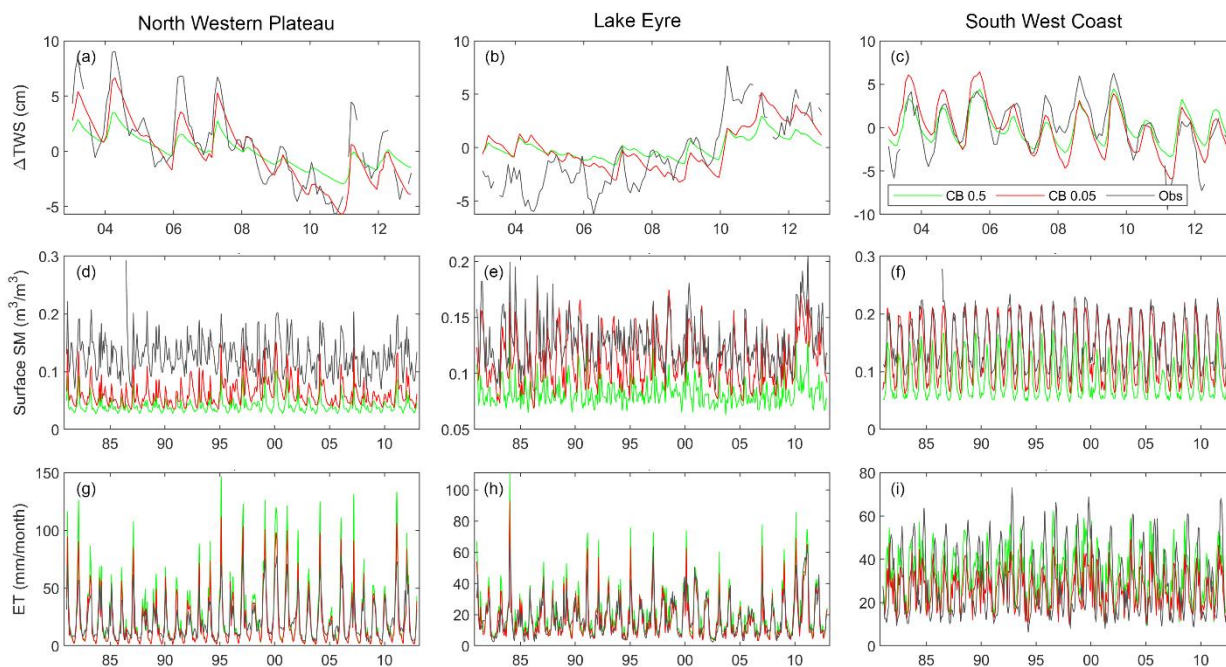 North Western Plateau
Lake Eyre
South West Coast
ΔTWS (cm)
(a)
10
5
0
-5
04 06 08 10 12
(b)
10
5
0
-5
04 06 08 10 12
(c)
10
5
0
-5
-10
04 06 08 10 12
CB 0.5 CB 0.05 Obs
Surface SM (m³/m³)
(d)
0.3
0.2
0.1
0
85 90 95 00 05 10
(e)
0.2
0.15
0.1
0.05
85 90 95 00 05 10
(f)
0.3
0.2
0.1
0
85 90 95 00 05 10
ET (mm/month)
(g)
150
100
50
0
85 90 95 00 05 10
(h)
100
80
60
40
20
0
85 90 95 00 05 10
(i)
80
60
40
20
0
85 90 95 00 05 10